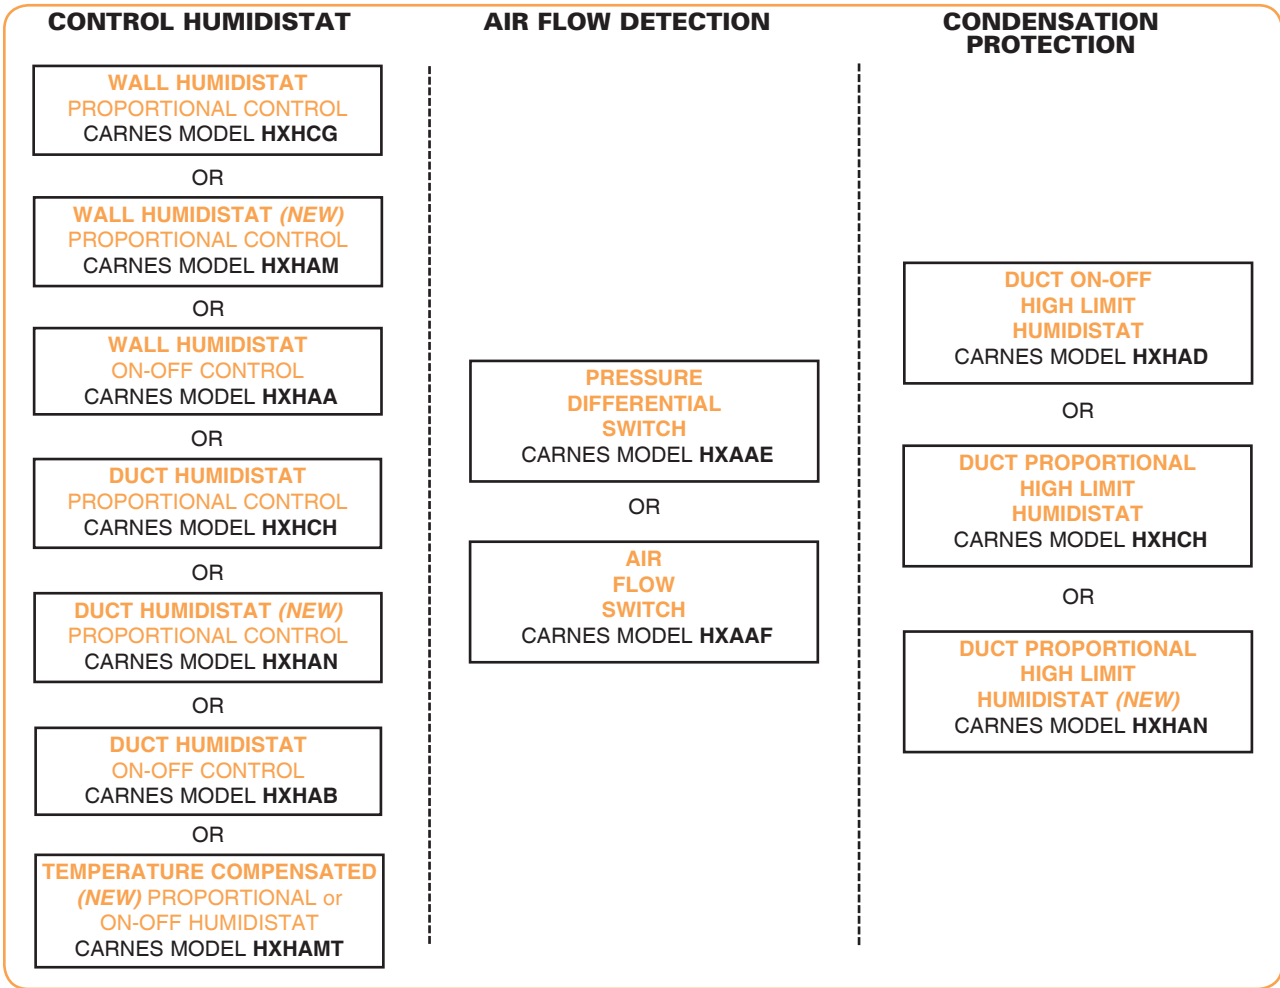 CONTROL HUMIDISTAT
WALL HUMIDISTAT
PROPORTIONAL CONTROL
CARNES MODEL HXHCG
OR
WALL HUMIDISTAT (NEW)
PROPORTIONAL CONTROL
CARNES MODEL HXHAM
OR
WALL HUMIDISTAT
ON-OFF CONTROL
CARNES MODEL HXHAA
OR
DUCT HUMIDISTAT
PROPORTIONAL CONTROL
CARNES MODEL HXHCH
OR
DUCT HUMIDISTAT (NEW)
PROPORTIONAL CONTROL
CARNES MODEL HXHAN
OR
DUCT HUMIDISTAT
ON-OFF CONTROL
CARNES MODEL HXHAB
OR
TEMPERATURE COMPENSATED
(NEW) PROPORTIONAL or
ON-OFF HUMIDISTAT
CARNES MODEL HXHAMT
AIR FLOW DETECTION
PRESSURE
DIFFERENTIAL
SWITCH
CARNES MODEL HXAAE
OR
AIR
FLOW
SWITCH
CARNES MODEL HXAAF
CONDENSATION
PROTECTION
DUCT ON-OFF
HIGH LIMIT
HUMIDISTAT
CARNES MODEL HXHAD
OR
DUCT PROPORTIONAL
HIGH LIMIT
HUMIDISTAT
CARNES MODEL HXHCH
OR
DUCT PROPORTIONAL
HIGH LIMIT
HUMIDISTAT (NEW)
CARNES MODEL HXHAN